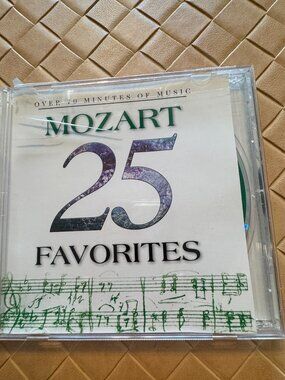 OVER 70 MINUTES OF MUSIC
MOZART
25
FAVORITES